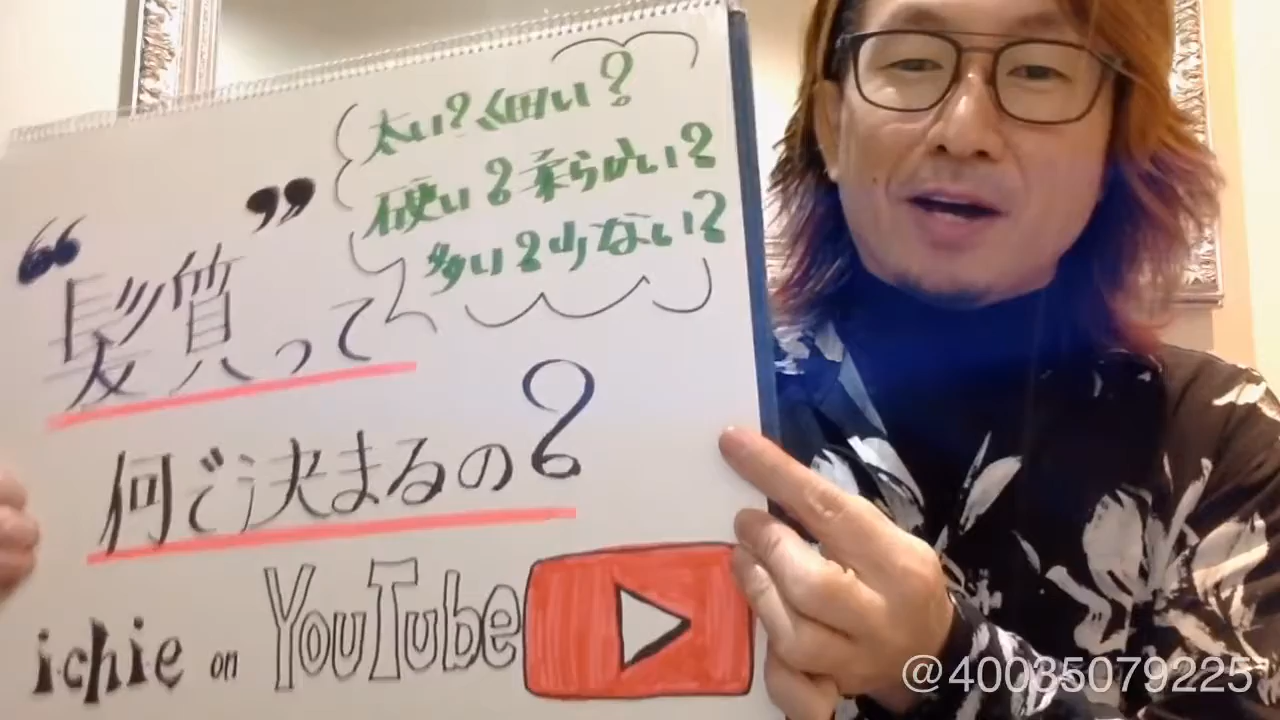 太い？細い？
硬い？柔らかい？
多い？少ない？
“髪質”って
何で決まるの？
ichie on YouTube
@40035079225